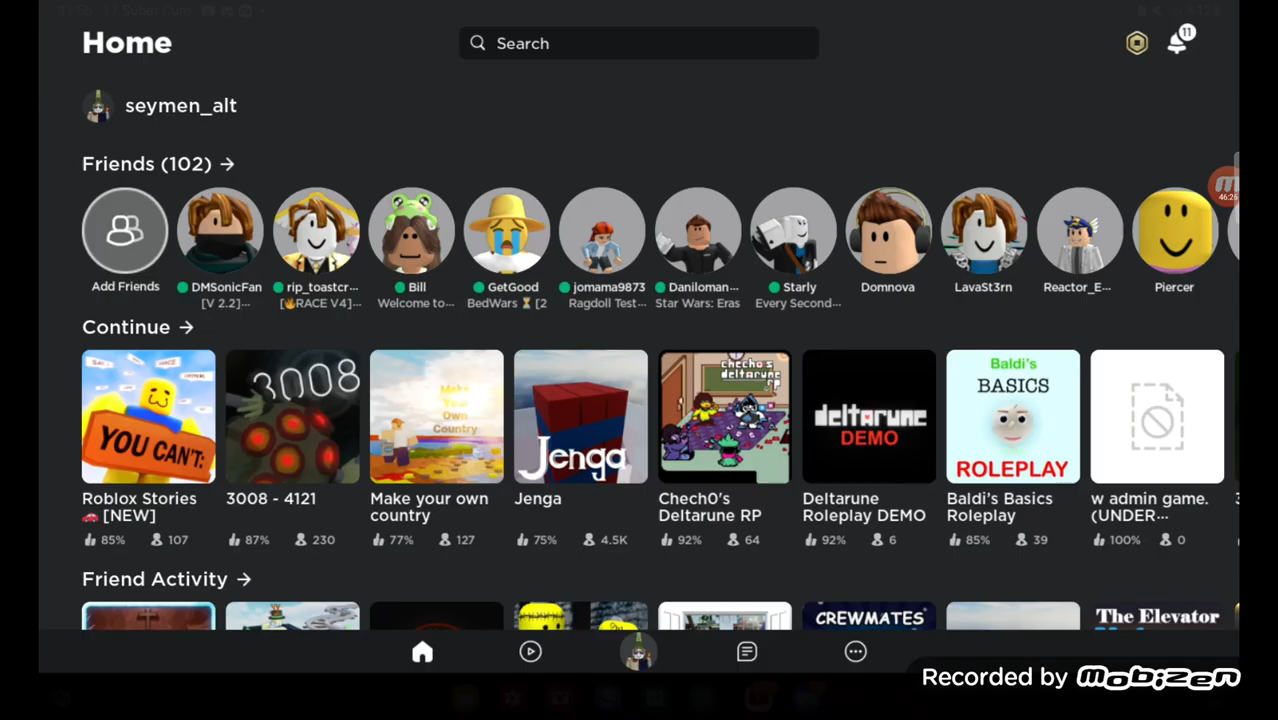 Home
Search
11
seymen_alt
Friends (102) →
46:25
Add Friends
DMSonicFan
[V 2.2]...
rip_toastcr...
[🔥RACE V4]...
Bill
Welcome to...
GetGood
BedWars ⏳ [2
jomama9873
Ragdoll Test...
Daniloman...
Star Wars: Eras
Starly
Every Second...
Domnova
LavaSt3rn
Reactor_E...
Piercer
Continue →
YOU CAN'T:
3008
Make
Your
Own
Country
Jenga
checho's
deltarune
rp
deltarune
DEMO
Baldi's
BASICS
ROLEPLAY
Roblox Stories
🚗 [NEW]
85% 107
3008 - 4121
87% 230
Make your own
country
77% 127
Jenga
75% 4.5K
Chech0's
Deltarune RP
92% 64
Deltarune
Roleplay DEMO
92% 6
Baldi's Basics
Roleplay
85% 39
w admin game.
(UNDER...
100% 0
Friend Activity →
CREWMATES
The Elevator
Recorded by Mobizen